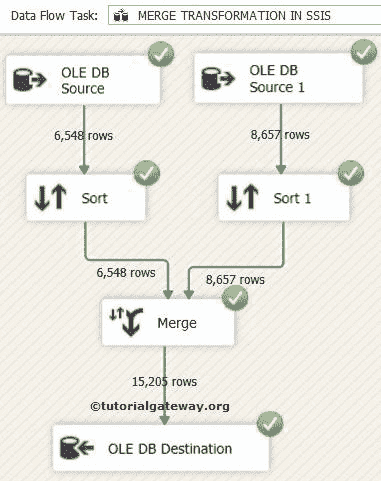 Data Flow Task: MERGE TRANSFORMATION IN SSIS
OLE DB
Source
OLE DB
Source 1
6,548 rows
8,657 rows
Sort
Sort 1
6,548 rows
8,657 rows
Merge
15,205 rows
©tutorialgateway.org
OLE DB Destination